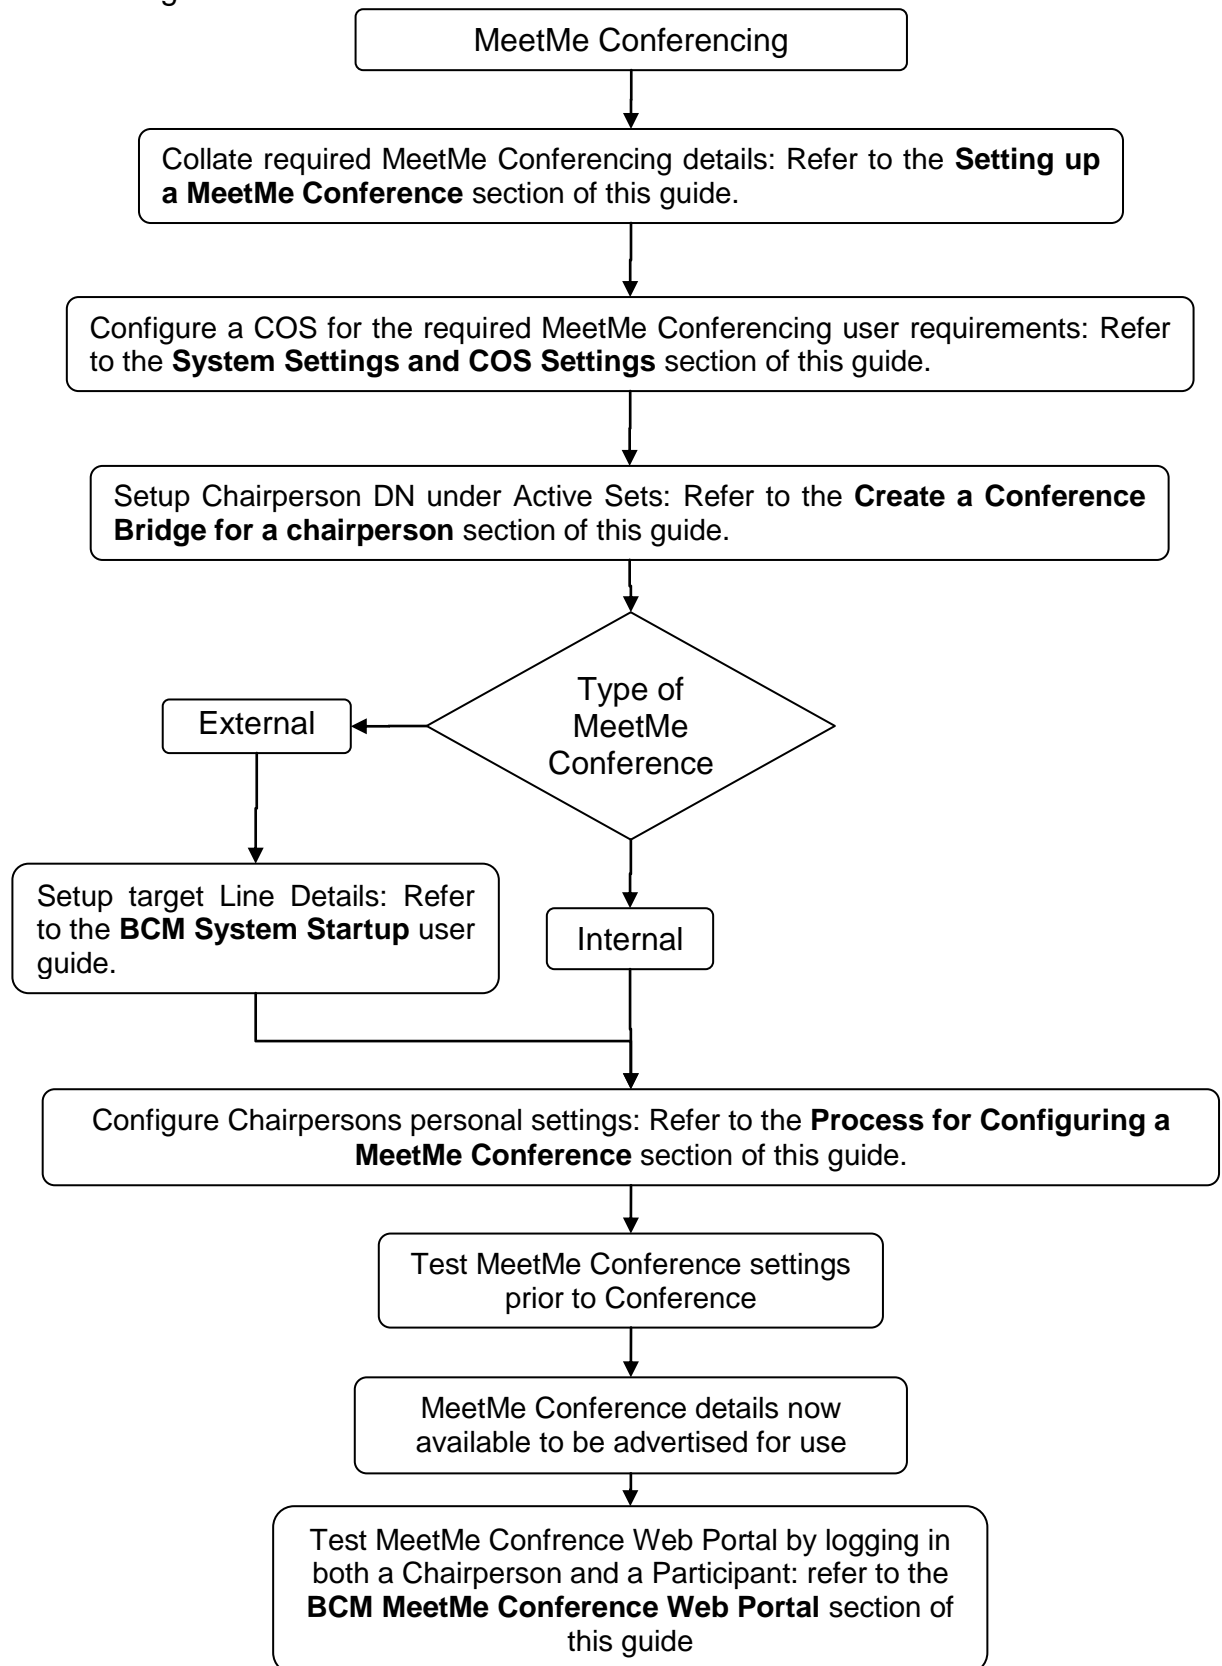 MeetMe Conferencing
Collate required MeetMe Conferencing details: Refer to the Setting up
a MeetMe Conference section of this guide.
Configure a COS for the required MeetMe Conferencing user requirements: Refer
to the System Settings and COS Settings section of this guide.
Setup Chairperson DN under Active Sets: Refer to the Create a Conference
Bridge for a chairperson section of this guide.
Type of
MeetMe
Conference
External
Setup target Line Details: Refer
to the BCM System Startup user
guide.
Internal
Configure Chairpersons personal settings: Refer to the Process for Configuring a
MeetMe Conference section of this guide.
Test MeetMe Conference settings
prior to Conference
MeetMe Conference details now
available to be advertised for use
Test MeetMe Confrence Web Portal by logging in
both a Chairperson and a Participant: refer to the
BCM MeetMe Conference Web Portal section of
this guide